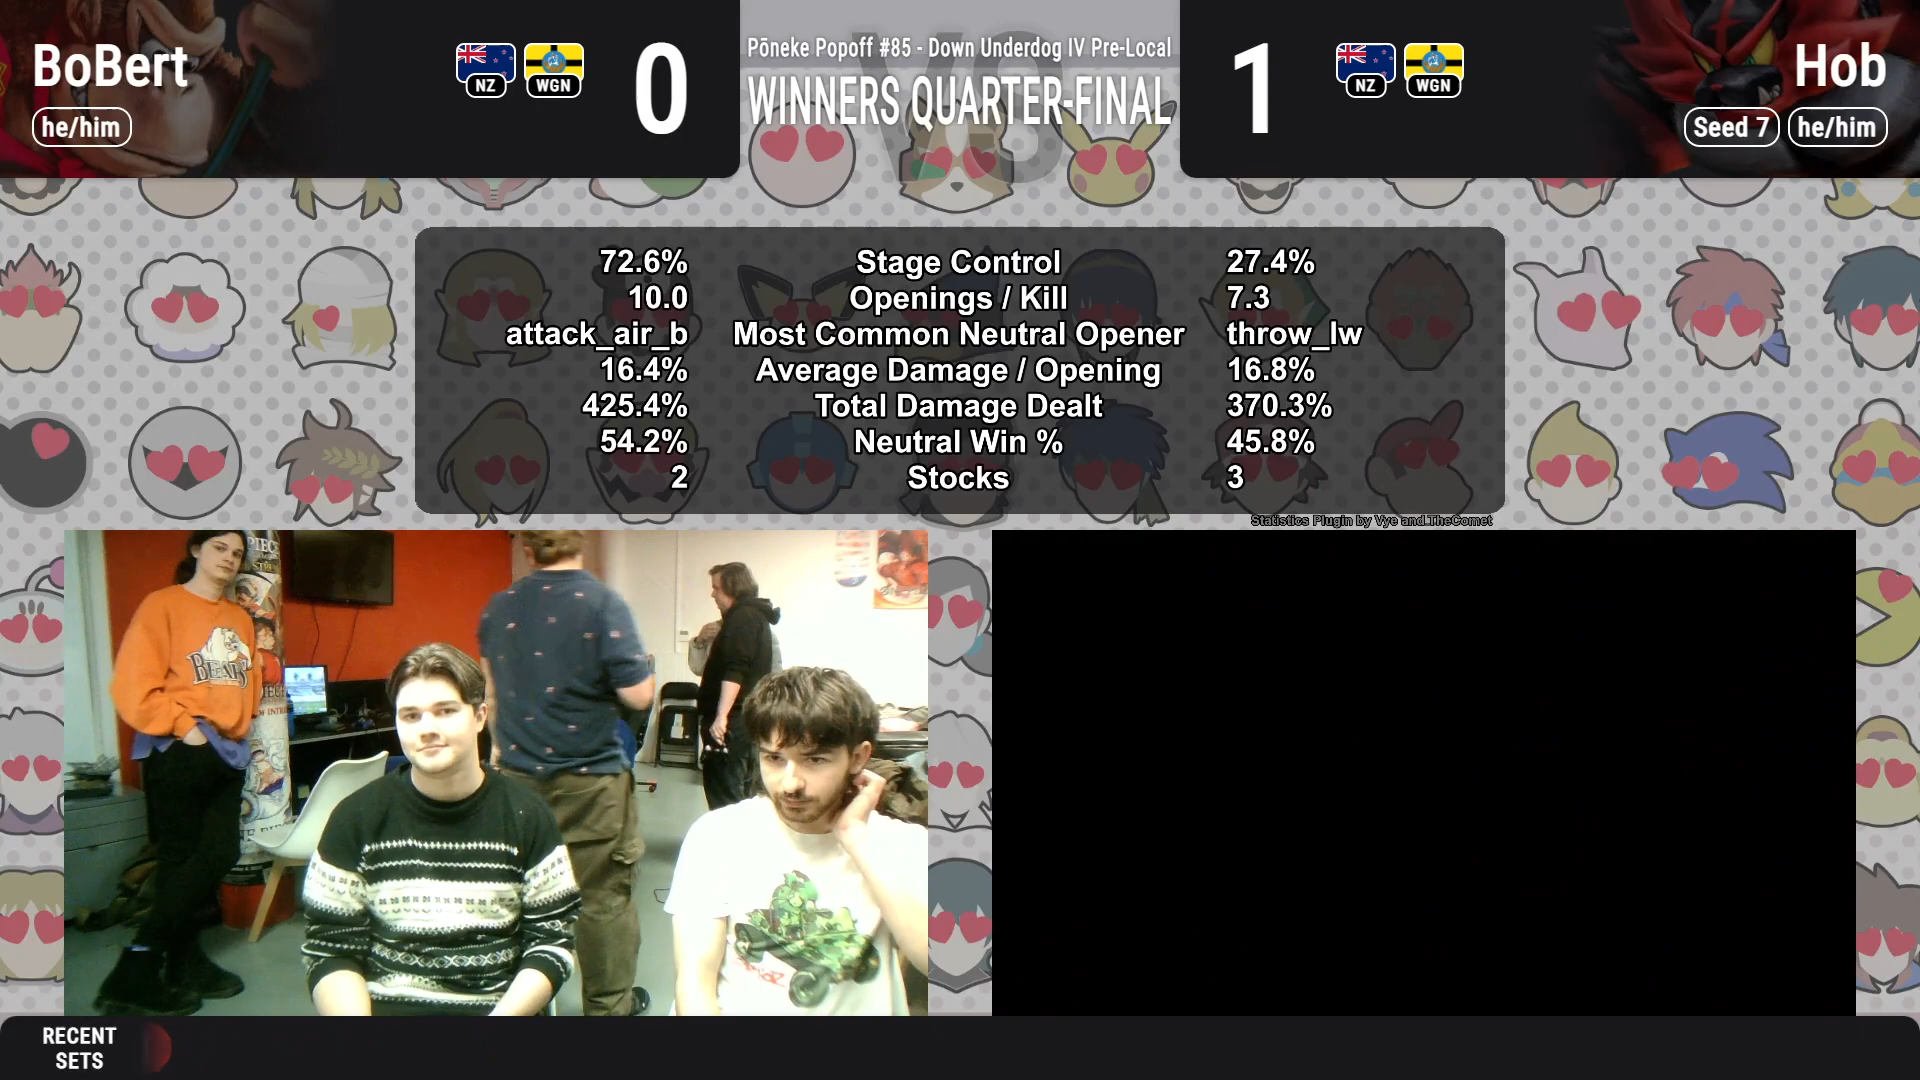 BoBert
he/him
NZ
WGN
0
Pōneke Popoff #85 - Down Underdog IV Pre-Local
WINNERS QUARTER-FINAL
1
NZ
WGN
Hob
Seed 7
he/him
72.6% Stage Control 27.4%
10.0 Openings / Kill 7.3
attack_air_b Most Common Neutral Opener throw_lw
16.4% Average Damage / Opening 16.8%
425.4% Total Damage Dealt 370.3%
54.2% Neutral Win % 45.8%
2 Stocks 3
Statistics Plugin by Vye and TheComet
BEARS
RECENT
SETS